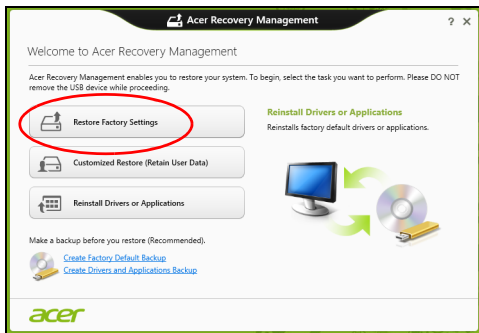 Acer Recovery Management
? X
Welcome to Acer Recovery Management
Acer Recovery Management enables you to restore your system. To begin, select the task you want to perform. Please DO NOT
remove the USB device while proceeding.
Restore Factory Settings
Customized Restore (Retain User Data)
Reinstall Drivers or Applications
Reinstall Drivers or Applications
Reinstalls factory default drivers or applications.
Make a backup before you restore (Recommended).
Create Factory Default Backup
Create Drivers and Applications Backup
acer